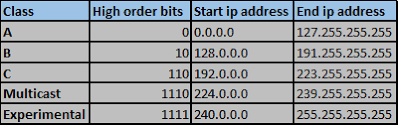 Class High order bits Start ip address End ip address
A 0 0.0.0.0 127.255.255.255
B 10 128.0.0.0 191.255.255.255
C 110 192.0.0.0 223.255.255.255
Multicast 1110 224.0.0.0 239.255.255.255
Experimental 1111 240.0.0.0 255.255.255.255